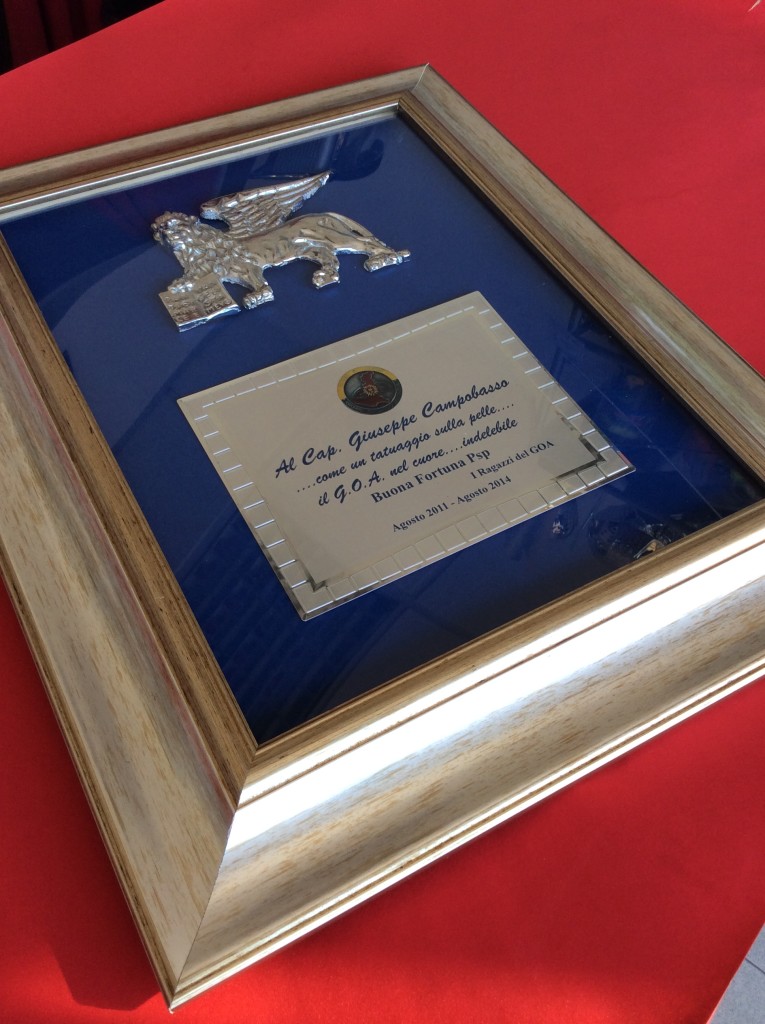 Al Cap. Giuseppe Campobasso
....come un tatuaggio sulla pelle....
il G.O.A. nel cuore....indelebile
Buona Fortuna Psp
I Ragazzi del GOA
Agosto 2011 - Agosto 2014